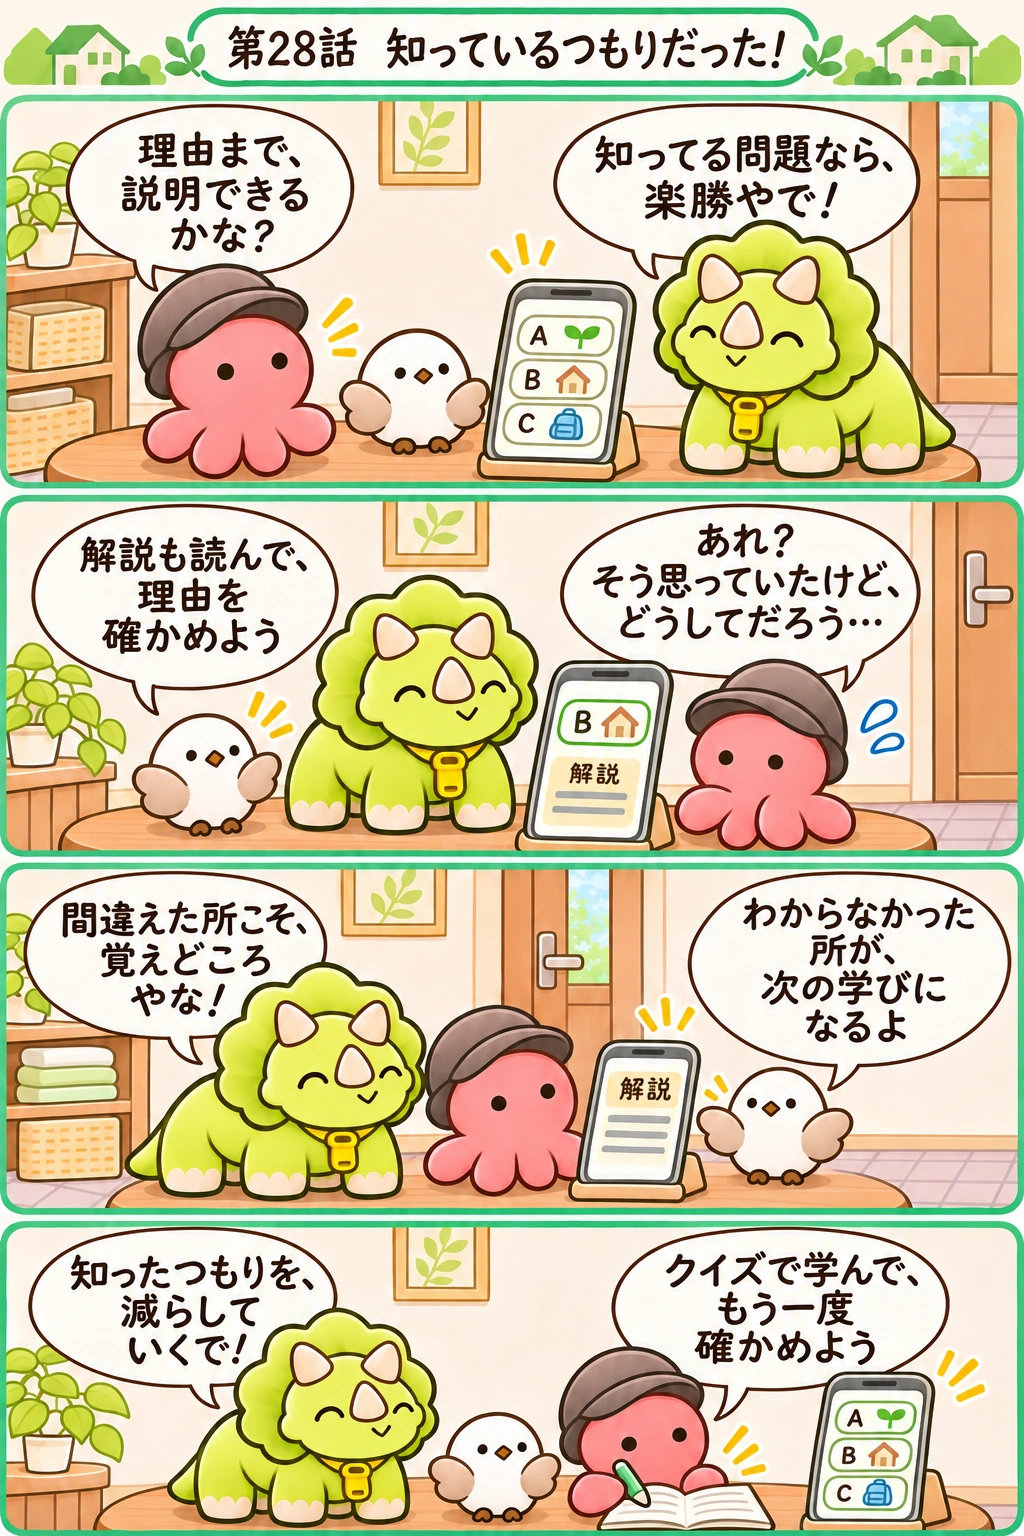 第28話 知っているつもりだった!
理由まで、
説明できる
かな?
知ってる問題なら、
楽勝やで!
A
B
C
解説も読んで、
理由を
確かめよう
あれ?
そう思っていたけど、
どうしてだろう…
B
解説
間違えた所こそ、
覚えどころ
やな!
わからなかった
所が、
次の学びに
なるよ
解説
知ったつもりを、
減らして
いくで!
クイズで学んで、
もう一度
確かめよう
A
B
C